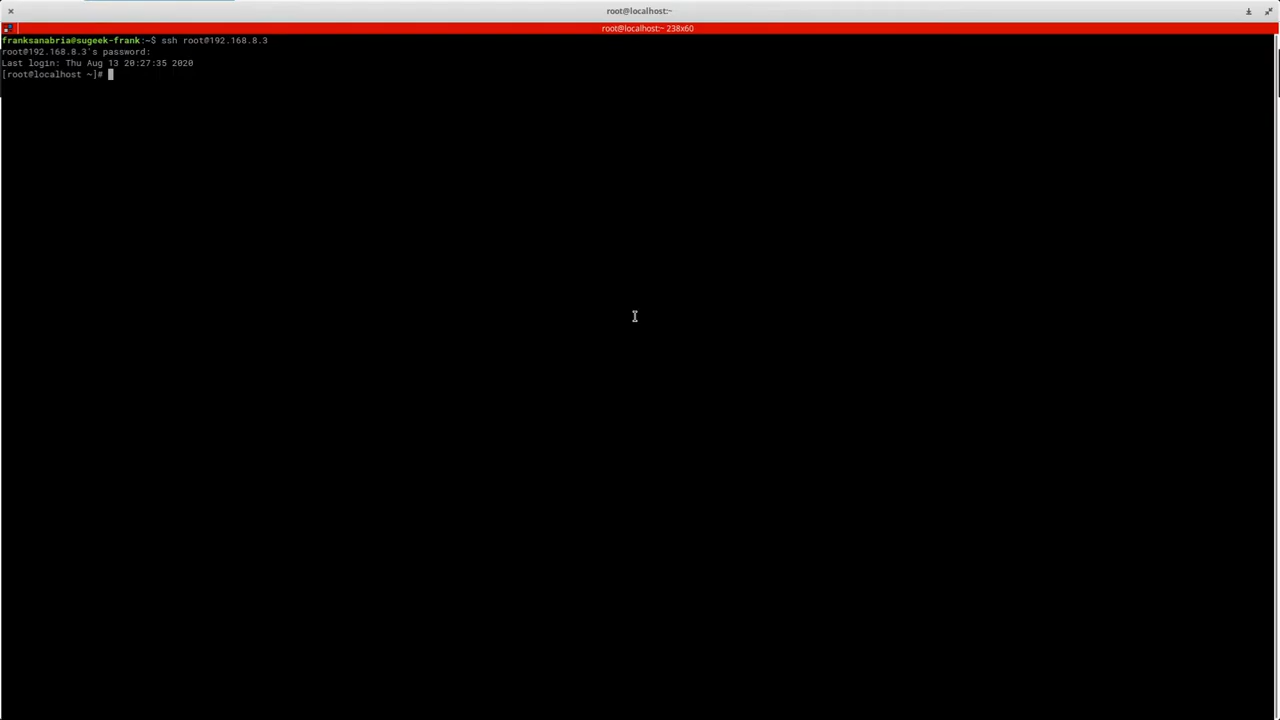 root@localhost:~
root@localhost:~ 238x60
franksanabria@sugeek-frank:~$ ssh root@192.168.8.3
root@192.168.8.3's password:
Last login: Thu Aug 13 20:27:35 2020
[root@localhost ~]#